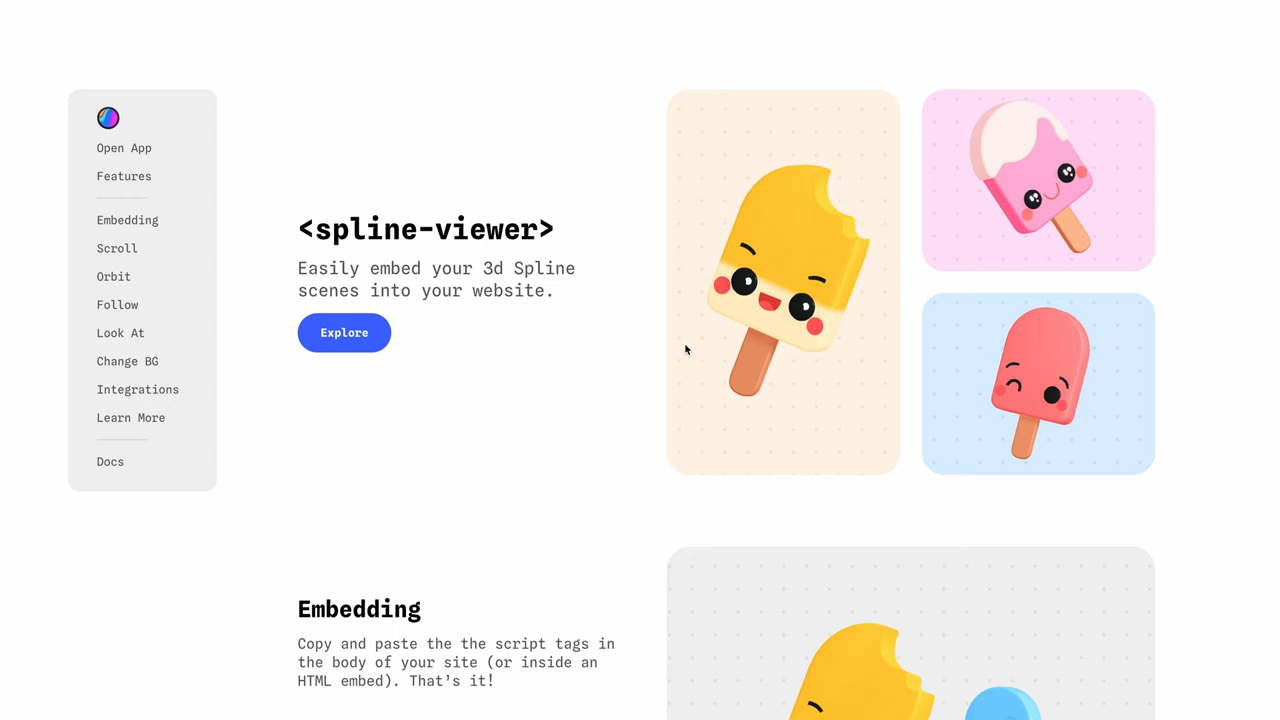 Open App
Features
Embedding
Scroll
Orbit
Follow
Look At
Change BG
Integrations
Learn More
Docs
<spline-viewer>
Easily embed your 3d Spline
scenes into your website.
Explore
Embedding
Copy and paste the the script tags in
the body of your site (or inside an
HTML embed). That’s it!